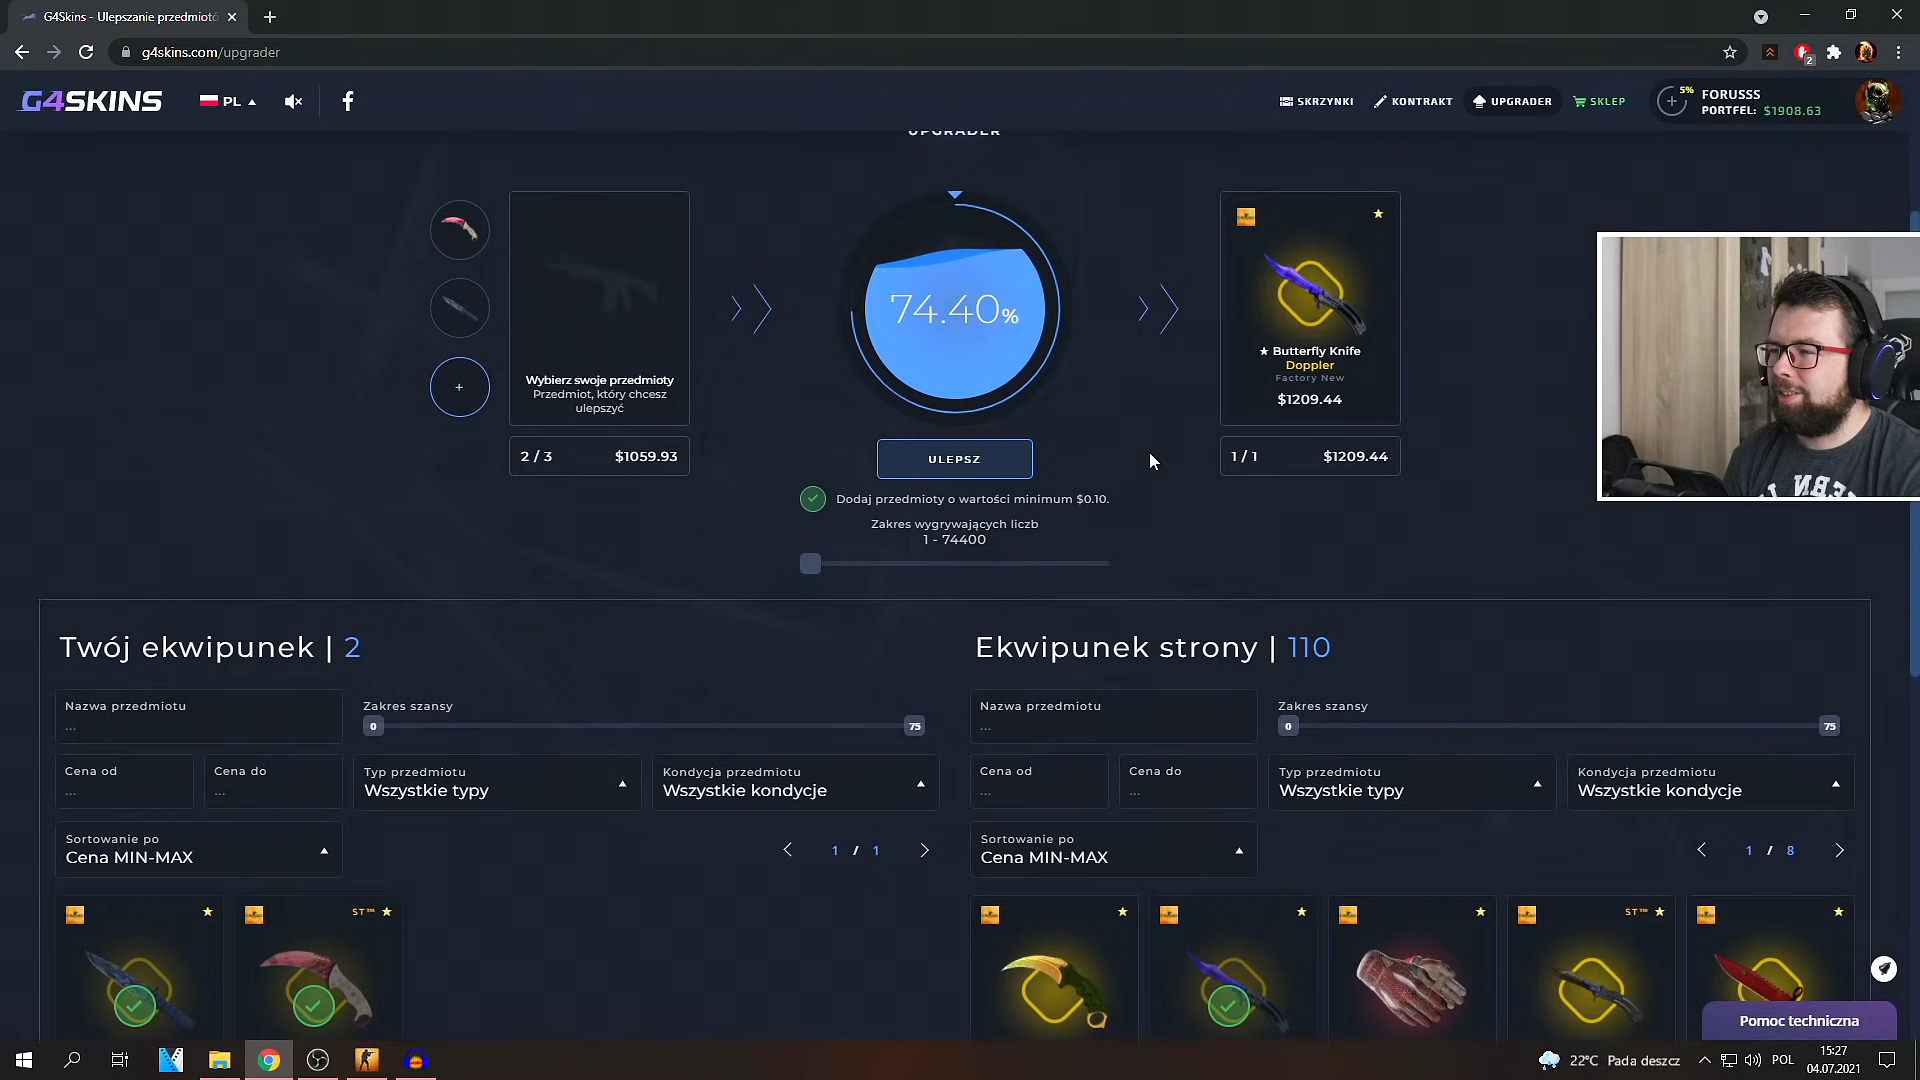 G4Skins - Ulepszanie przedmiotó
g4skins.com/upgrader
2
G4SKINS
PL
SKRZYNKI
KONTRAKT
UPGRADER
SKLEP
5%
FORUSSS
PORTFEL: $1908.63
UPGRADER
Wybierz swoje przedmioty
Przedmiot, który chcesz
ulepszyć
2 / 3 $1059.93
74.40%
ULEPSZ
Dodaj przedmioty o wartości minimum $0.10.
Zakres wygrywających liczb
1 - 74400
★ Butterfly Knife
Doppler
Factory New
$1209.44
1 / 1 $1209.44
Twój ekwipunek | 2
Nazwa przedmiotu
...
Zakres szansy
0 75
Cena od
...
Cena do
...
Typ przedmiotu
Wszystkie typy
Kondycja przedmiotu
Wszystkie kondycje
Sortowanie po
Cena MIN-MAX
1 / 1
ST™
Ekwipunek strony | 110
Nazwa przedmiotu
...
Zakres szansy
0 75
Cena od
...
Cena do
...
Typ przedmiotu
Wszystkie typy
Kondycja przedmiotu
Wszystkie kondycje
Sortowanie po
Cena MIN-MAX
1 / 8
ST™
Pomoc techniczna
22°C Pada deszcz
POL
15:27
04.07.2021